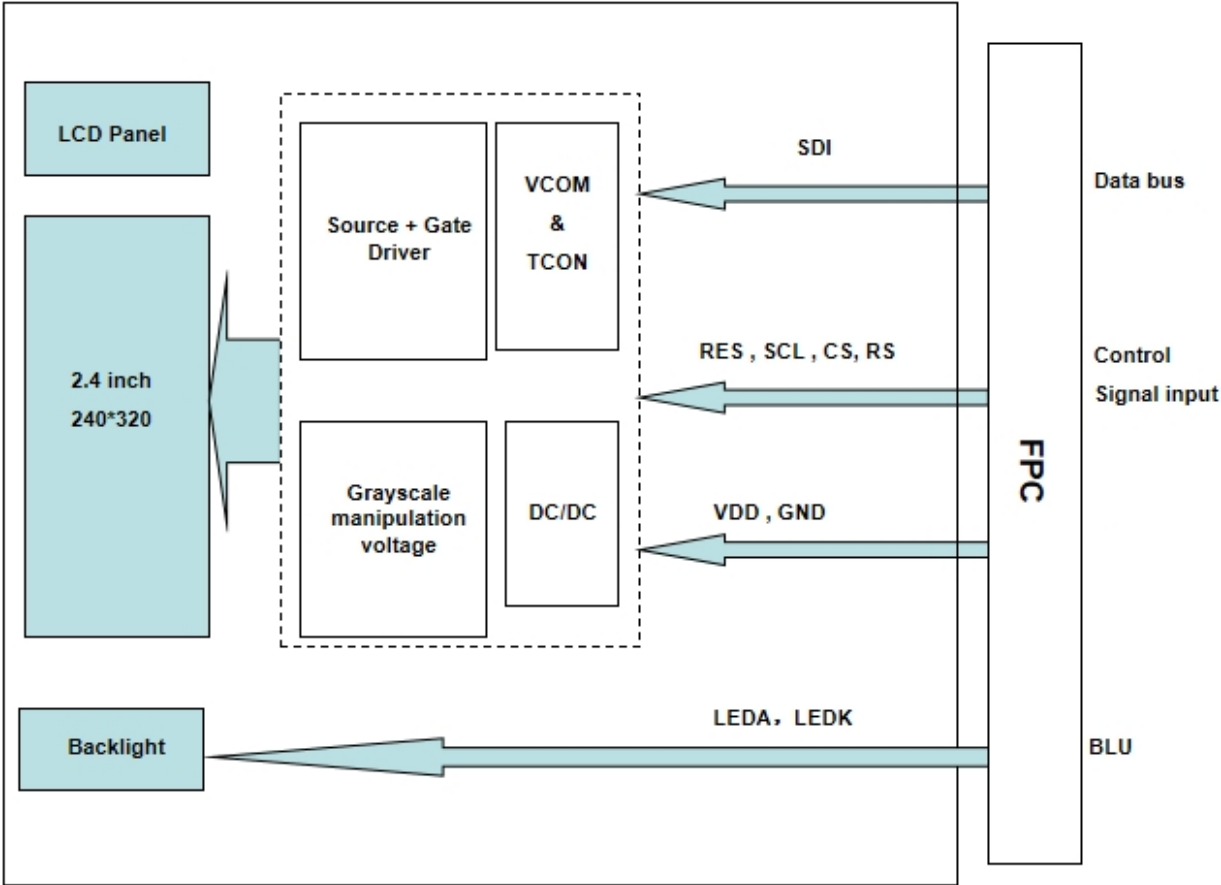 LCD Panel
2.4 inch
240*320
Source + Gate
Driver
VCOM
&
TCON
Grayscale
manipulation
voltage
DC/DC
SDI
RES , SCL , CS, RS
VDD , GND
LEDA，LEDK
Backlight
FPC
Data bus
Control
Signal input
BLU